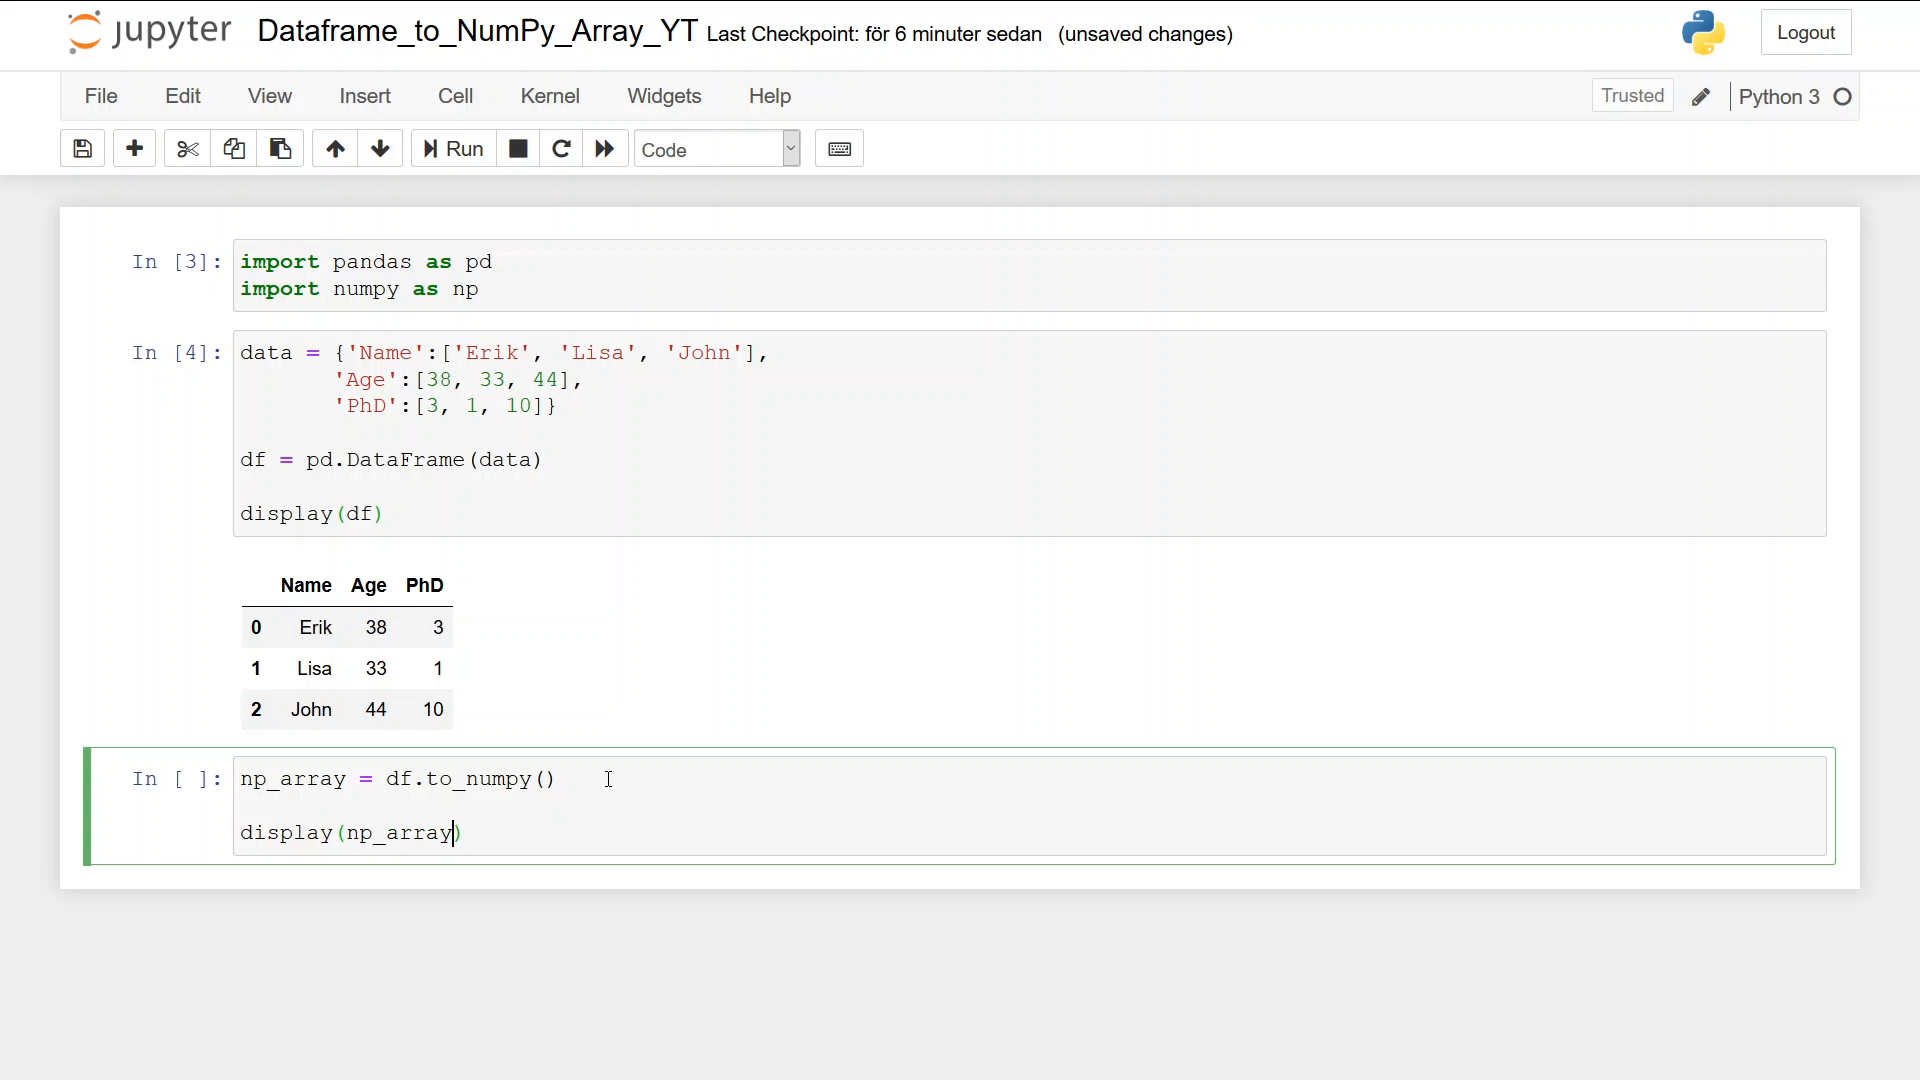 jupyter Dataframe_to_NumPy_Array_YT Last Checkpoint: för 6 minuter sedan (unsaved changes) Logout
File Edit View Insert Cell Kernel Widgets Help Trusted Python 3
Run Code
In [3]: import pandas as pd
import numpy as np
In [4]: data = {'Name':['Erik', 'Lisa', 'John'],
'Age':[38, 33, 44],
'PhD':[3, 1, 10]}
df = pd.DataFrame(data)
display(df)
Name Age PhD
0 Erik 38 3
1 Lisa 33 1
2 John 44 10
In [ ]: np_array = df.to_numpy()
display(np_array)